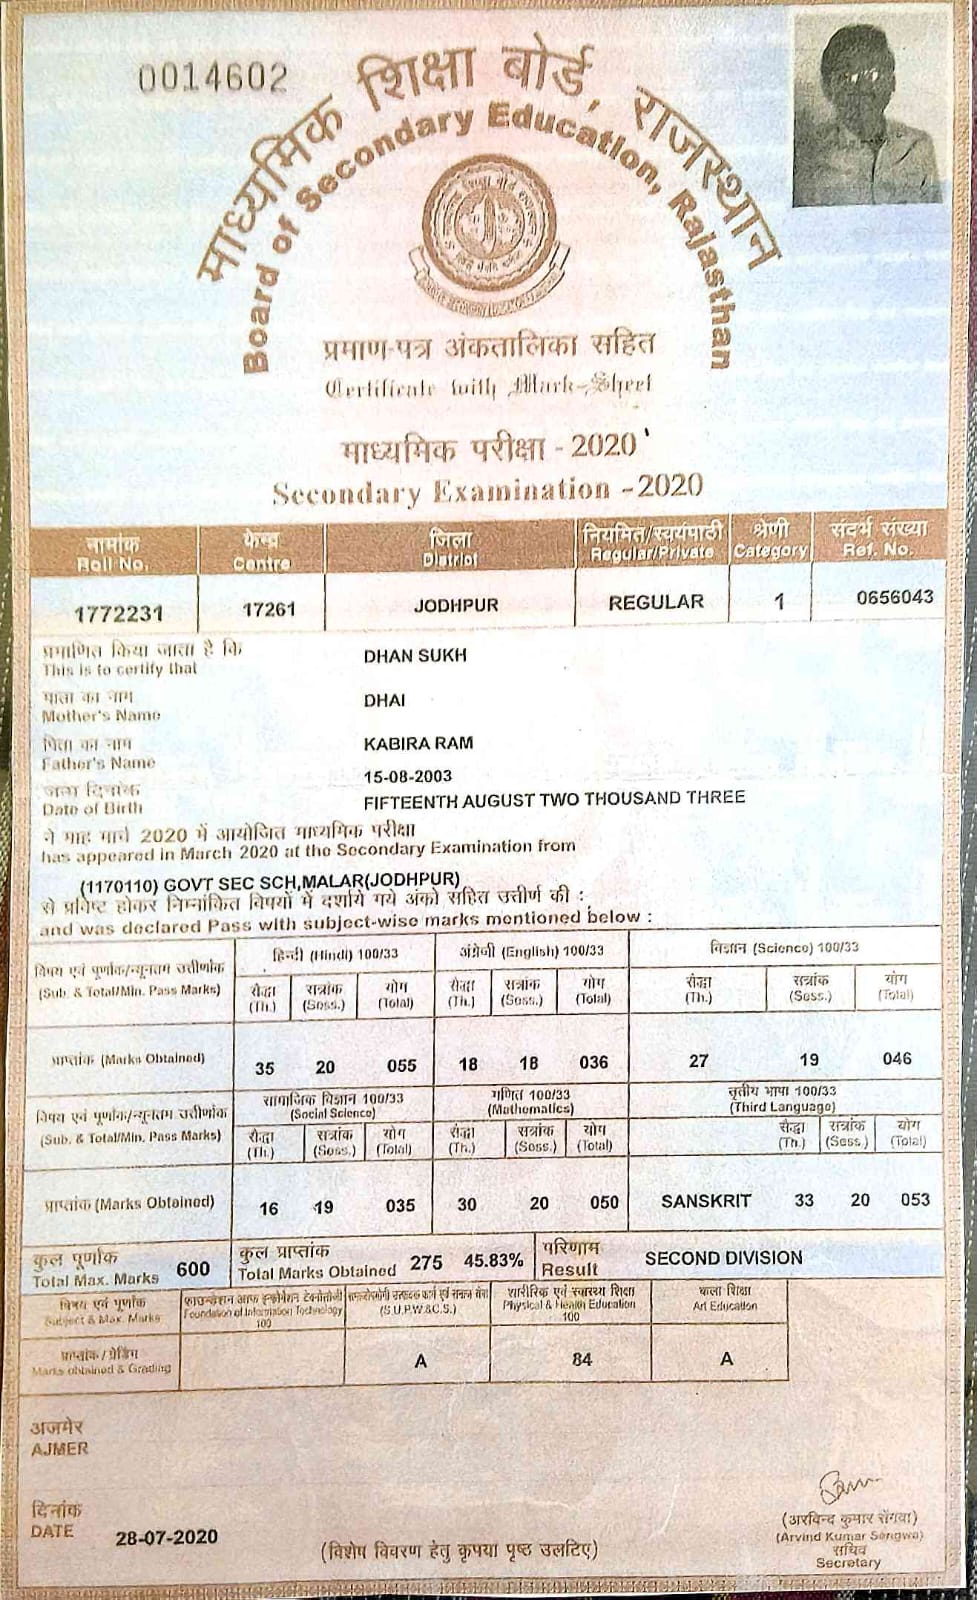 0014602
माध्यमिक शिक्षा बोर्ड, राजस्थान
Board of Secondary Education, Rajasthan
प्रमाण-पत्र अंकतालिका सहित
Certificate with Mark-Sheet
माध्यमिक परीक्षा - 2020
Secondary Examination - 2020
नामांक केन्द्र जिला नियमित/स्वयंपाठी श्रेणी संदर्भ संख्या
Roll No. Centre District Regular/Private Category Ref. No.
1772231 17261 JODHPUR REGULAR 1 0656043
प्रमाणित किया जाता है कि
This is to certify that DHAN SUKH
माता का नाम
Mother's Name DHAI
पिता का नाम
Father's Name KABIRA RAM
जन्म दिनांक 15-08-2003
Date of Birth FIFTEENTH AUGUST TWO THOUSAND THREE
ने माह मार्च 2020 में आयोजित माध्यमिक परीक्षा
has appeared in March 2020 at the Secondary Examination from
(1170110) GOVT SEC SCH,MALAR(JODHPUR)
से प्रविष्ट होकर निम्नांकित विषयों में दर्शाये गये अंको सहित उत्तीर्ण की :
and was declared Pass with subject-wise marks mentioned below :
विषय एवं पूर्णांक/न्यूनतम उत्तीर्णांक हिन्दी (Hindi) 100/33 अंग्रेजी (English) 100/33 विज्ञान (Science) 100/33
(Sub. & Total/Min. Pass Marks) सैद्धा सत्रांक योग सैद्धा सत्रांक योग सैद्धा सत्रांक योग
(Th.) (Sess.) (Total) (Th.) (Sess.) (Total) (Th.) (Sess.) (Total)
प्राप्तांक (Marks Obtained) 35 20 055 18 18 036 27 19 046
विषय एवं पूर्णांक/न्यूनतम उत्तीर्णांक सामाजिक विज्ञान 100/33 गणित 100/33 तृतीय भाषा 100/33
(Social Science) (Mathematics) (Third Language)
(Sub. & Total/Min. Pass Marks) सैद्धा सत्रांक योग सैद्धा सत्रांक योग सैद्धा सत्रांक योग
(Th.) (Sess.) (Total) (Th.) (Sess.) (Total) (Th.) (Sess.) (Total)
प्राप्तांक (Marks Obtained) 16 19 035 30 20 050 SANSKRIT 33 20 053
कुल पूर्णांक कुल प्राप्तांक परिणाम
Total Max. Marks 600 Total Marks Obtained 275 45.83% Result SECOND DIVISION
विषय एवं पूर्णांक फाउन्डेशन आफ इन्फोर्मेशन टेक्नोलोजी समाजोपयोगी उत्पादक कार्य एवं समाज सेवा शारीरिक एवं स्वास्थ्य शिक्षा कला शिक्षा
Subject & Max. Marks Foundation of Information Technology (S.U.P.W.&C.S.) Physical & Health Education Art Education
100 100
प्राप्तांक / ग्रेडिंग
Marks obtained & Grading A 84 A
अजमेर
AJMER
दिनांक
DATE 28-07-2020
(विशेष विवरण हेतु कृपया पृष्ठ उलटिए)
(अरविन्द कुमार सेंगवा)
(Arvind Kumar Sengwa)
सचिव
Secretary